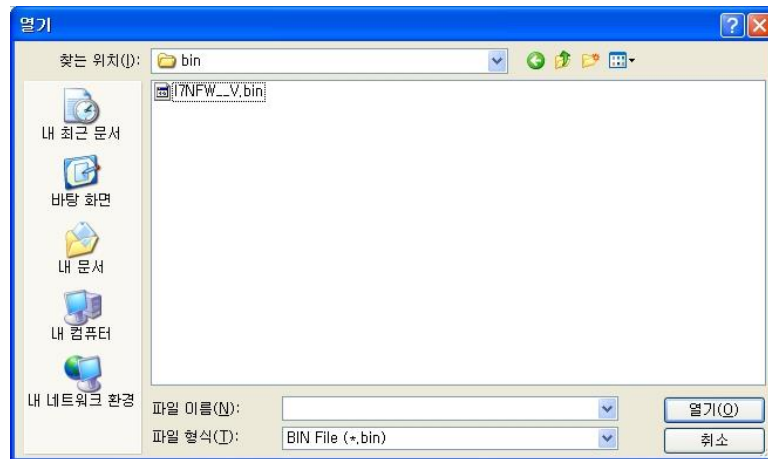 열기
찾는 위치(I): bin
I7NFW__V.bin
내 최근 문서
바탕 화면
내 문서
내 컴퓨터
내 네트워크 환경
파일 이름(N): 열기(O)
파일 형식(T): BIN File (*.bin) 취소